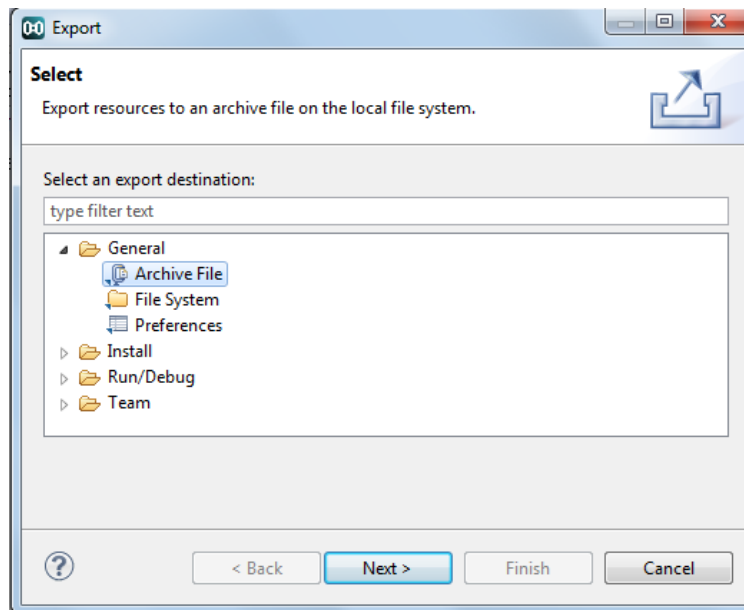 Export
Select
Export resources to an archive file on the local file system.
Select an export destination:
type filter text
General
Archive File
File System
Preferences
Install
Run/Debug
Team
< Back Next > Finish Cancel